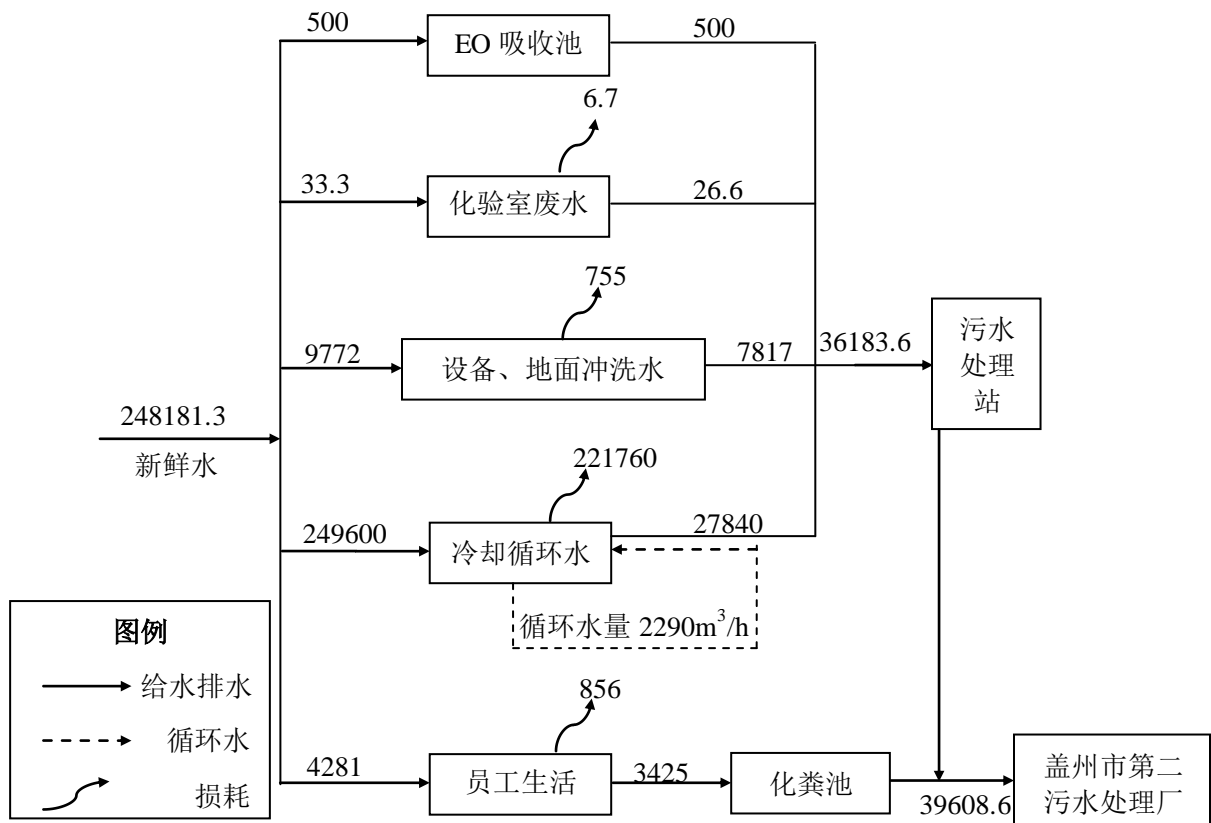 500
EO 吸收池
500
6.7
33.3
化验室废水
26.6
755
9772
设备、地面冲洗水
7817
36183.6
污水
处理
站
248181.3
新鲜水
221760
249600
冷却循环水
27840
循环水量 2290m³/h
图例
给水排水
循环水
损耗
856
4281
员工生活
3425
化粪池
39608.6
盖州市第二
污水处理厂